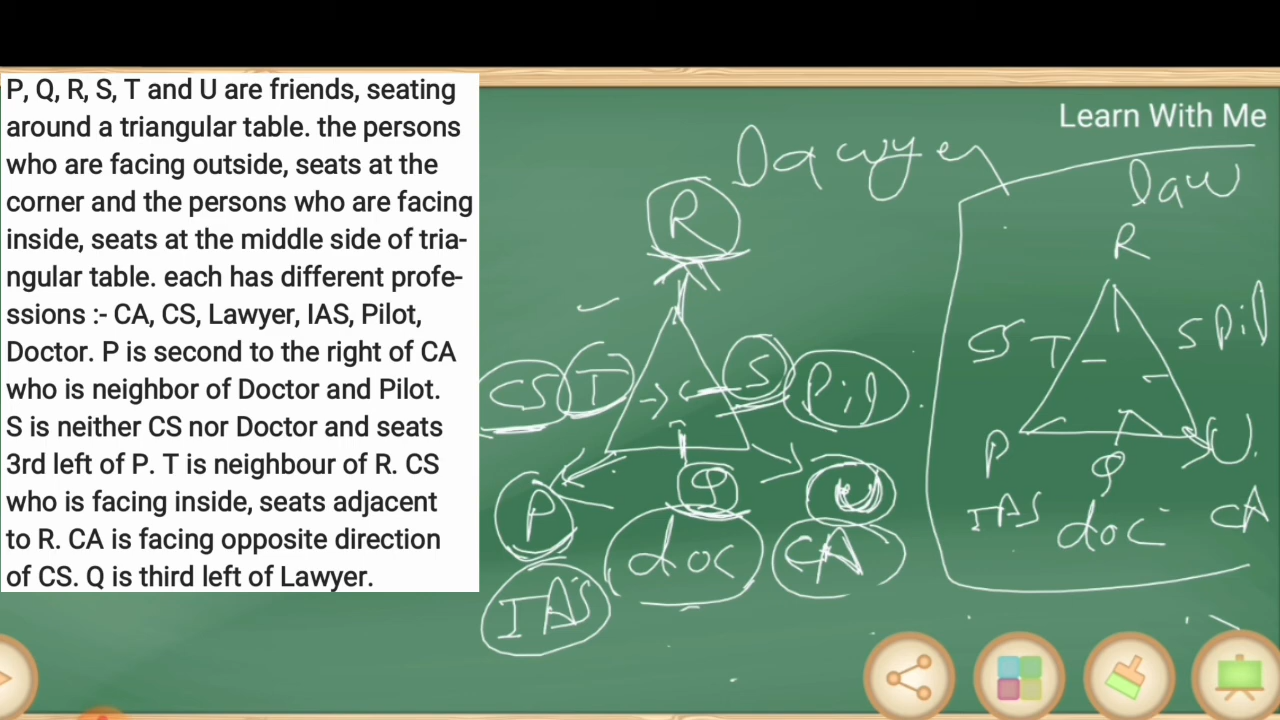 P, Q, R, S, T and U are friends, seating
around a triangular table. the persons
who are facing outside, seats at the
corner and the persons who are facing
inside, seats at the middle side of tria-
ngular table. each has different profe-
ssions :- CA, CS, Lawyer, IAS, Pilot,
Doctor. P is second to the right of CA
who is neighbor of Doctor and Pilot.
S is neither CS nor Doctor and seats
3rd left of P. T is neighbour of R. CS
who is facing inside, seats adjacent
to R. CA is facing opposite direction
of CS. Q is third left of Lawyer.
Learn With Me
Lawyer
R
CS T S Pil
P Q U
IAS doc CA
law
R
CS T S Pil
P Q U
IAS doc CA